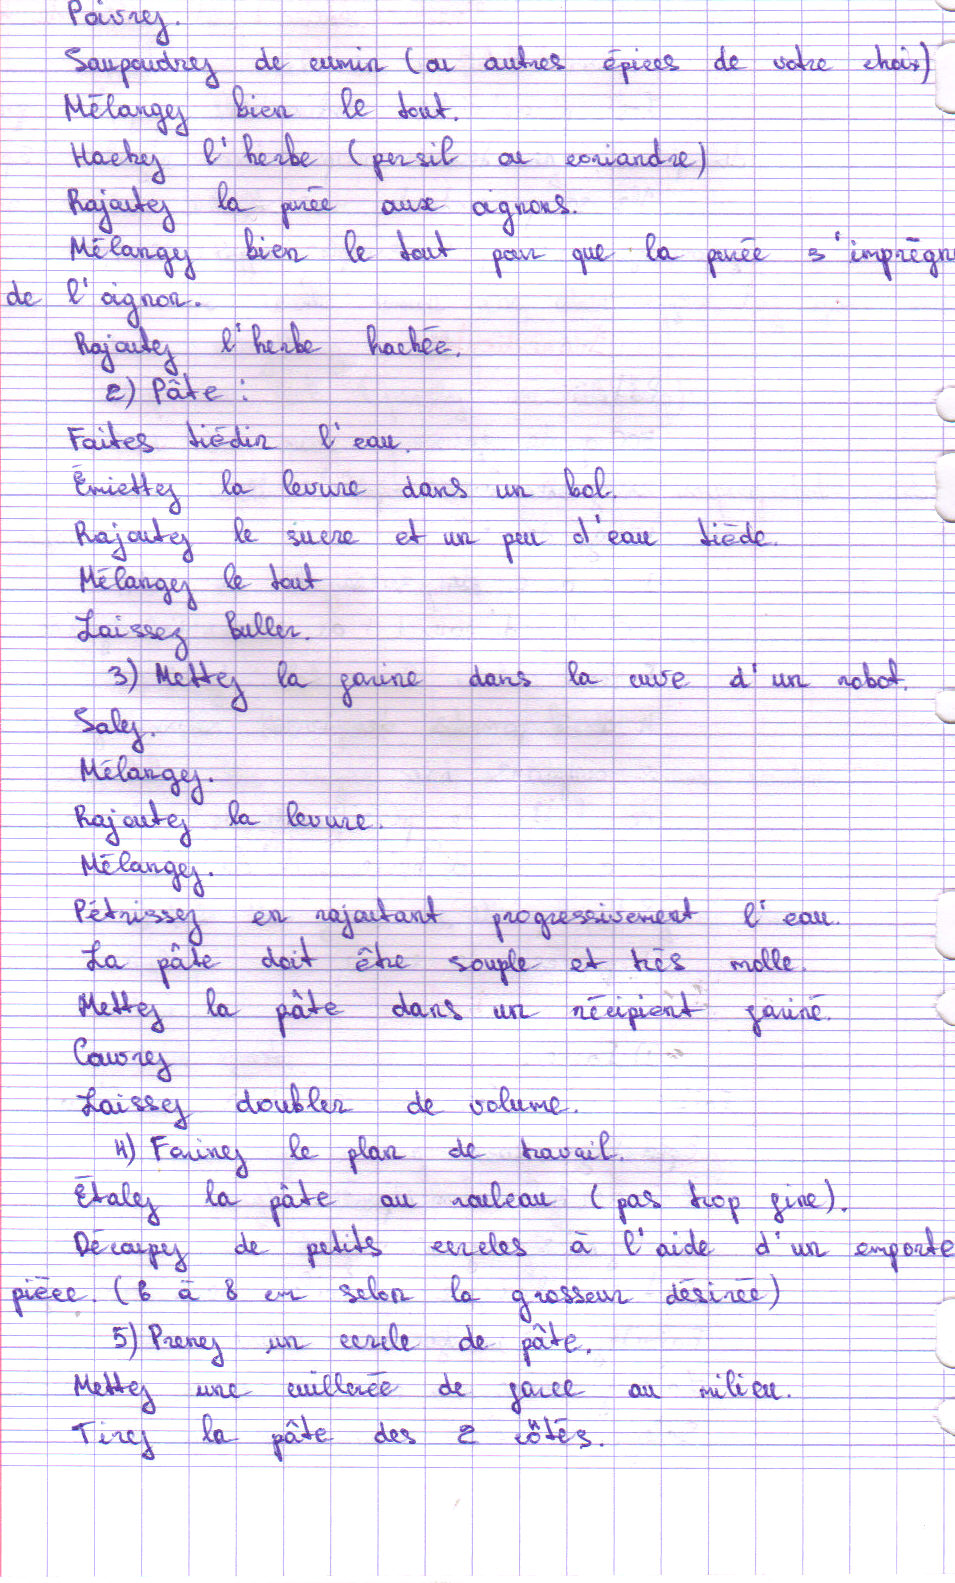 Poivrez.
Saupoudrez de cumin (ou autres épices de votre choix)
Mélangez bien le tout.
Hachez l'herbe (persil ou coriandre)
Rajoutez la purée aux oignons.
Mélangez bien le tout pour que la purée s'imprègn
de l'oignon.
Rajoutez l'herbe hachée.
2) Pâte :
Faites tiédir l'eau.
Émiettez la levure dans un bol.
Rajoutez le sucre et un peu d'eau tiède.
Mélangez le tout
Laissez buller.
3) Mettez la farine dans la cuve d'un robot.
Salez.
Mélangez.
Rajoutez la levure.
Mélangez.
Pétrissez en rajoutant progressivement l'eau.
La pâte doit être souple et très molle.
Mettez la pâte dans un récipient fariné.
Couvrez
Laissez doubler de volume.
4) Farinez le plan de travail.
Étalez la pâte au rouleau (pas trop fine).
Découpez de petits cercles à l'aide d'un emporte
pièce. (6 à 8 cm selon la grosseur désirée)
5) Prenez un cercle de pâte.
Mettez une cuillerée de farce au milieu.
Tirez la pâte des 2 côtés.